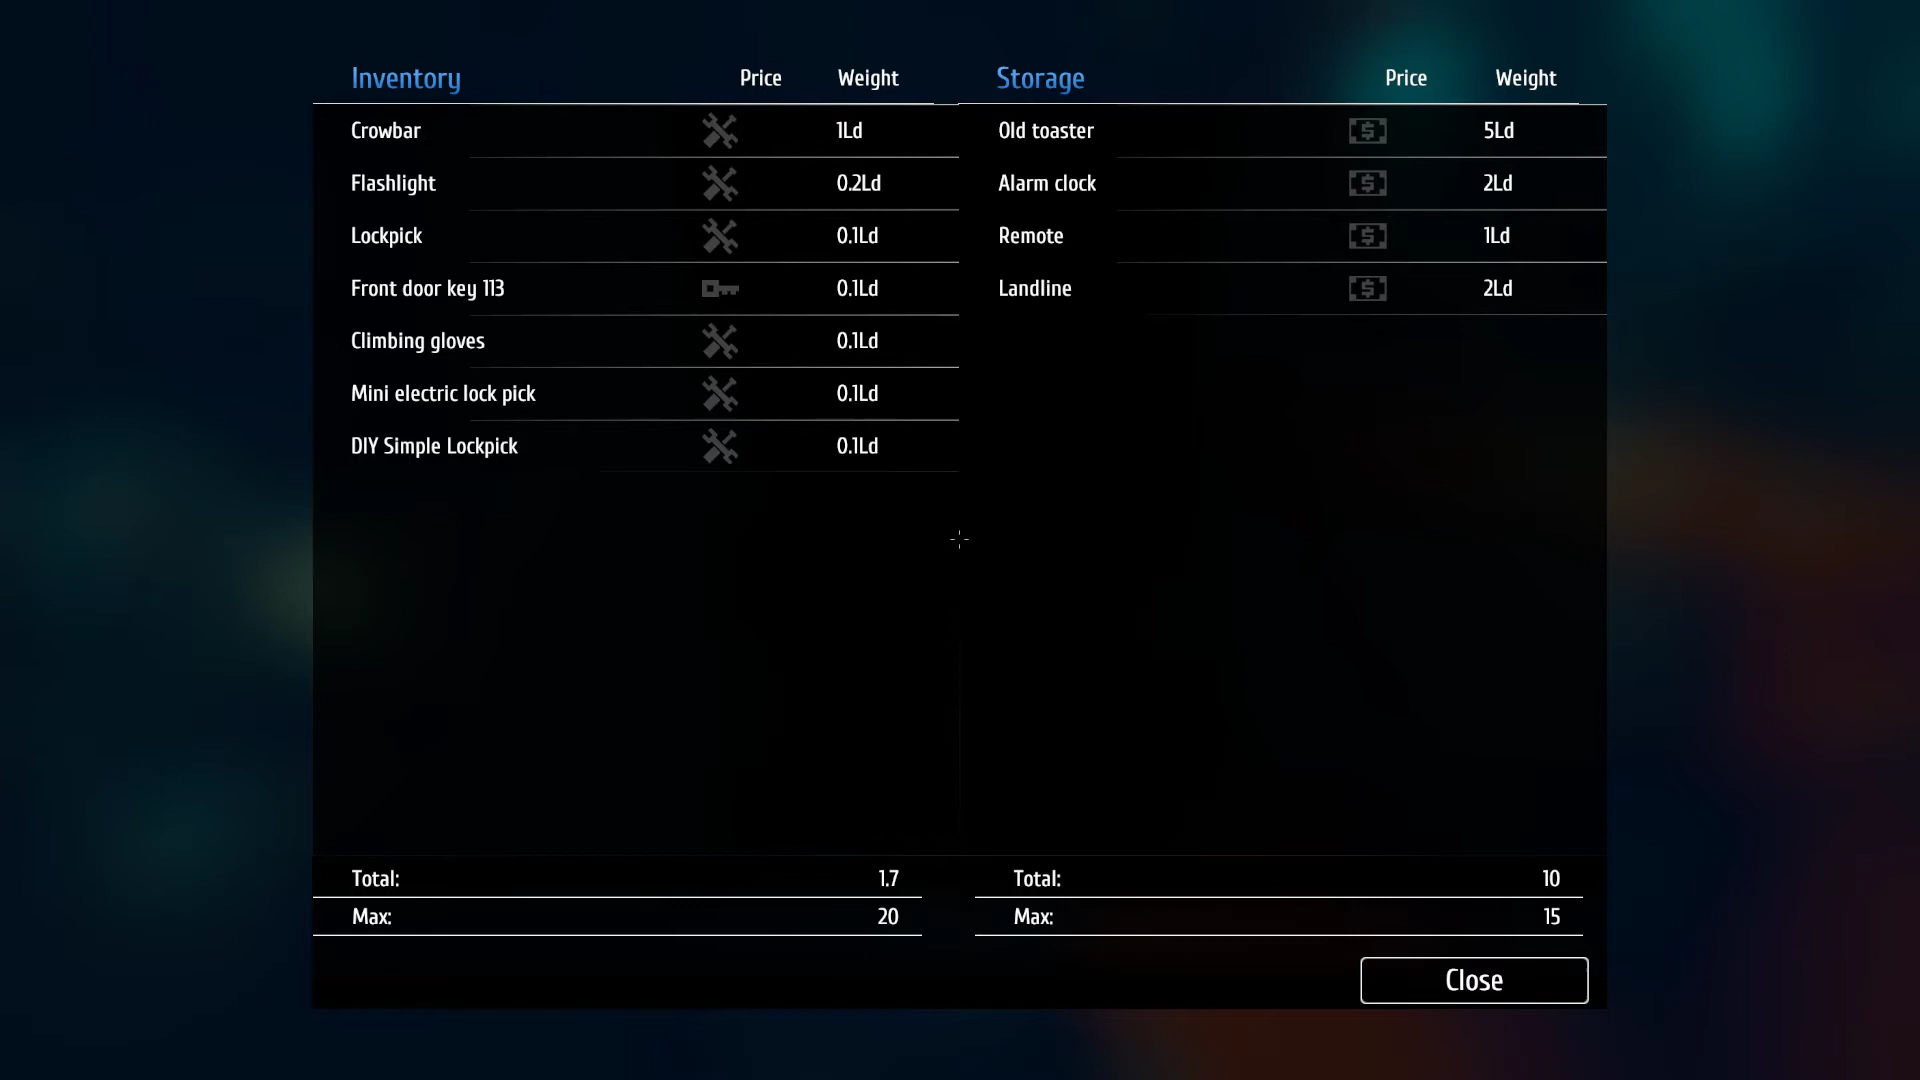 Inventory Price Weight
Crowbar 1Ld
Flashlight 0.2Ld
Lockpick 0.1Ld
Front door key 113 0.1Ld
Climbing gloves 0.1Ld
Mini electric lock pick 0.1Ld
DIY Simple Lockpick 0.1Ld
Total: 1.7
Max: 20
Storage Price Weight
Old toaster 5Ld
Alarm clock 2Ld
Remote 1Ld
Landline 2Ld
Total: 10
Max: 15
Close